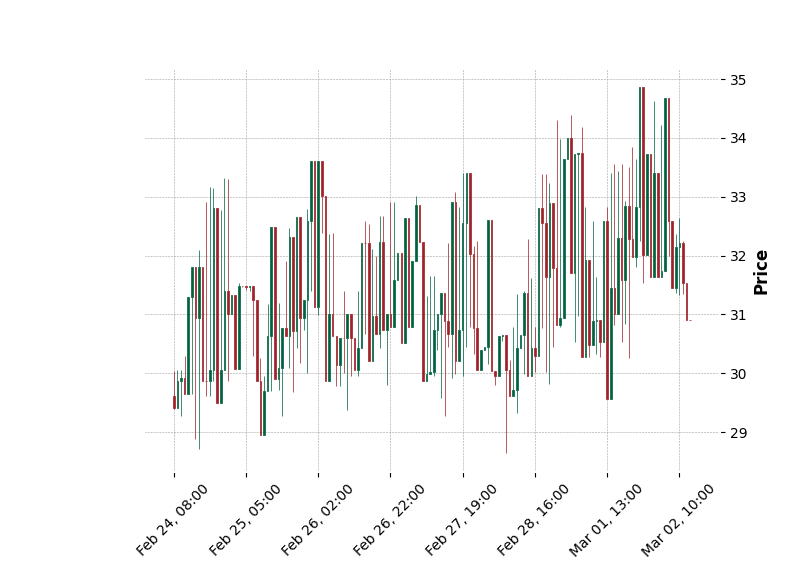 35
34
33
32
31
30
29
Price
Feb 24, 08:00
Feb 25, 05:00
Feb 26, 02:00
Feb 26, 22:00
Feb 27, 19:00
Feb 28, 16:00
Mar 01, 13:00
Mar 02, 10:00